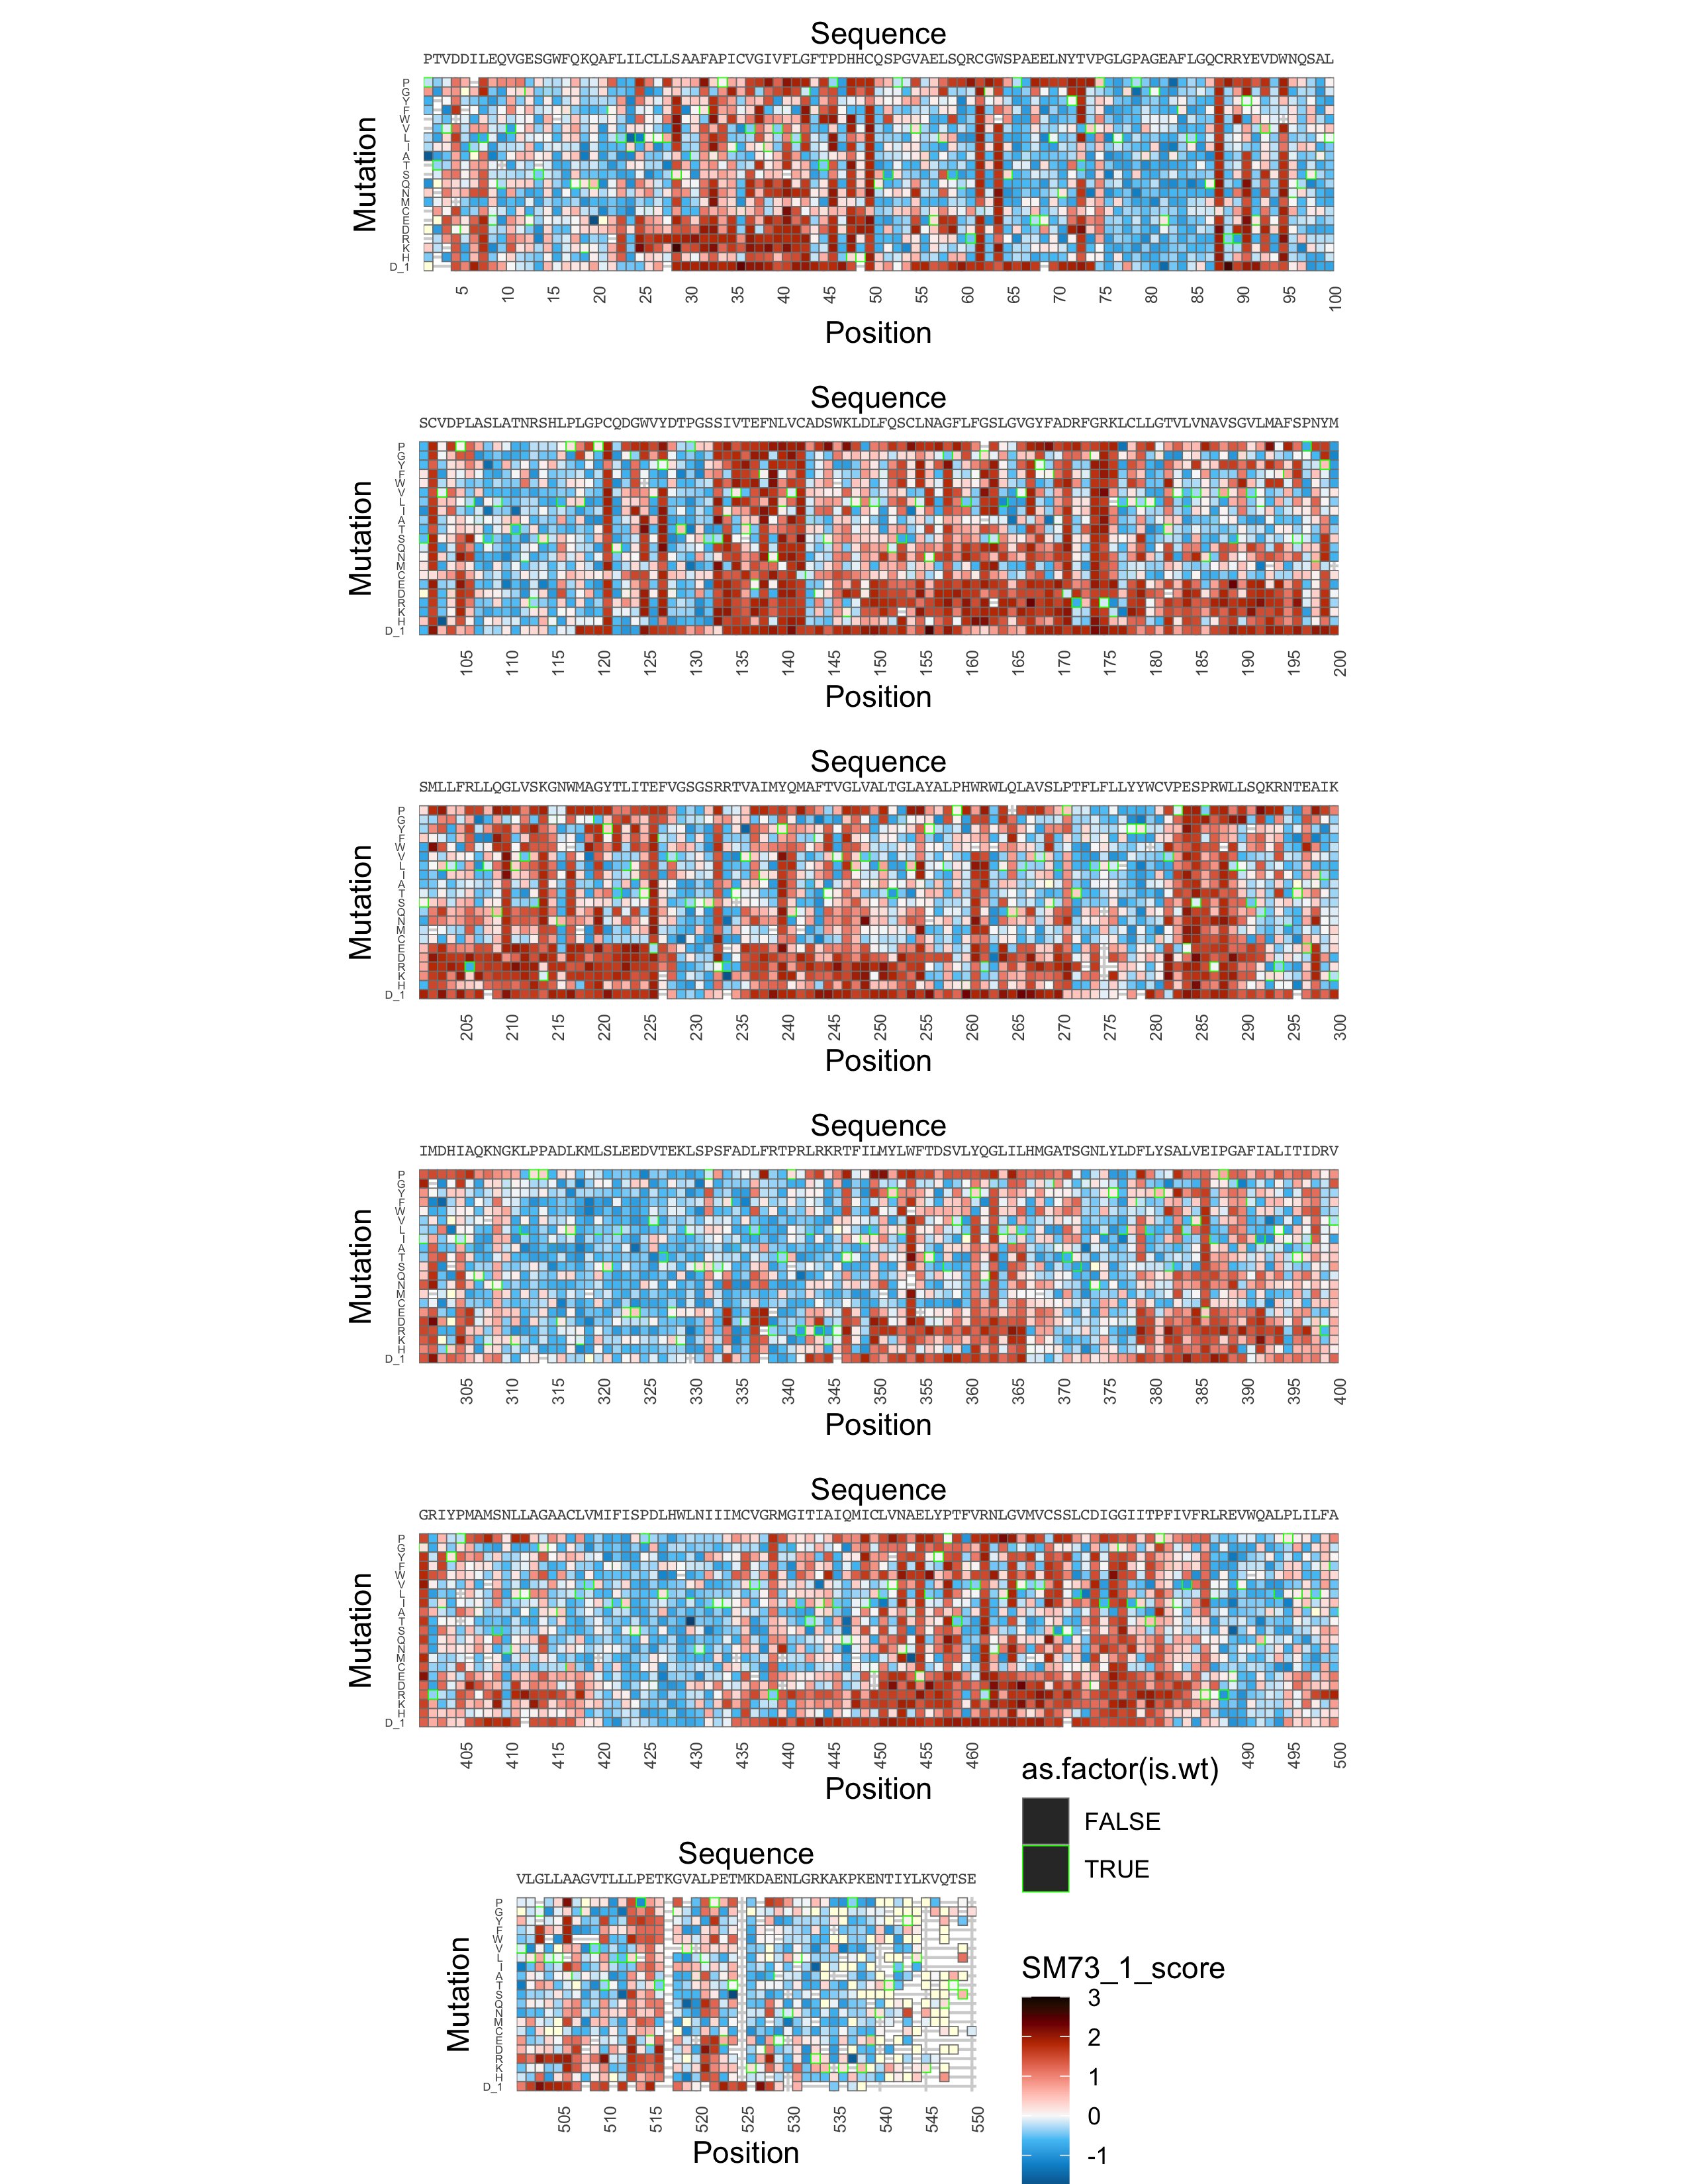 Sequence
PTVDDILEQVGESGWFQKQAFLILCLLSAAFAPICVGIVFLGFTPDHHCQSPGVAELSQRCGWSPAEELNYTVPGLGPAGEAFLGQCRRYEVDWNQSAL
Mutation
P
G
Y
F
W
V
L
I
A
T
S
Q
N
M
C
E
D
R
K
H
D_1
5 10 15 20 25 30 35 40 45 50 55 60 65 70 75 80 85 90 95 100
Position
Sequence
SCVDPLASLATNRSHLPLGPCQDGWVYDTPGSSIVTEFNLVCADSWKLDLFQSCLNAGFLFGSLGVGYFADRFGRKLCLLGTVLVNAVSGVLMAFSPNYM
Mutation
P
G
Y
F
W
V
L
I
A
T
S
Q
N
M
C
E
D
R
K
H
D_1
105 110 115 120 125 130 135 140 145 150 155 160 165 170 175 180 185 190 195 200
Position
Sequence
SMLLFRLLQGLVSKGNWMAGYTLITEFVGSGSRRTVAIMYQMAFTVGLVALTGLAYALPHWRWLQLAVSLPTFLFLLYYWCVPESPRWLLSQKRNTEAIK
Mutation
P
G
Y
F
W
V
L
I
A
T
S
Q
N
M
C
E
D
R
K
H
D_1
205 210 215 220 225 230 235 240 245 250 255 260 265 270 275 280 285 290 295 300
Position
Sequence
IMDHIAQKNGKLPPADLKMLSLEEDVTEKLSPSFADLFRTPRLRKRTFILMYLWFTDSVLYQGLILHMGATSGNLYLDFLYSALVEIPGAFIALITIDRV
Mutation
P
G
Y
F
W
V
L
I
A
T
S
Q
N
M
C
E
D
R
K
H
D_1
305 310 315 320 325 330 335 340 345 350 355 360 365 370 375 380 385 390 395 400
Position
Sequence
GRIYPMAMSNLLAGAACLVMIFISPDLHWLNIIIMCVGRMGITIAIQMICLVNAELYPTFVRNLGVMVCSSLCDIGGIITPFIVFRLREVWQALPLILFA
Mutation
P
G
Y
F
W
V
L
I
A
T
S
Q
N
M
C
E
D
R
K
H
D_1
405 410 415 420 425 430 435 440 445 450 455 460 490 495 500
Position
Sequence
VLGLLAAGVTLLLPETKGVALPETMKDAENLGRKAKPKENTIYLKVQTSE
Mutation
P
G
Y
F
W
V
L
I
A
T
S
Q
N
M
C
E
D
R
K
H
D_1
505 510 515 520 525 530 535 540 545 550
Position
as.factor(is.wt)
FALSE
TRUE
SM73_1_score
3
2
1
0
-1